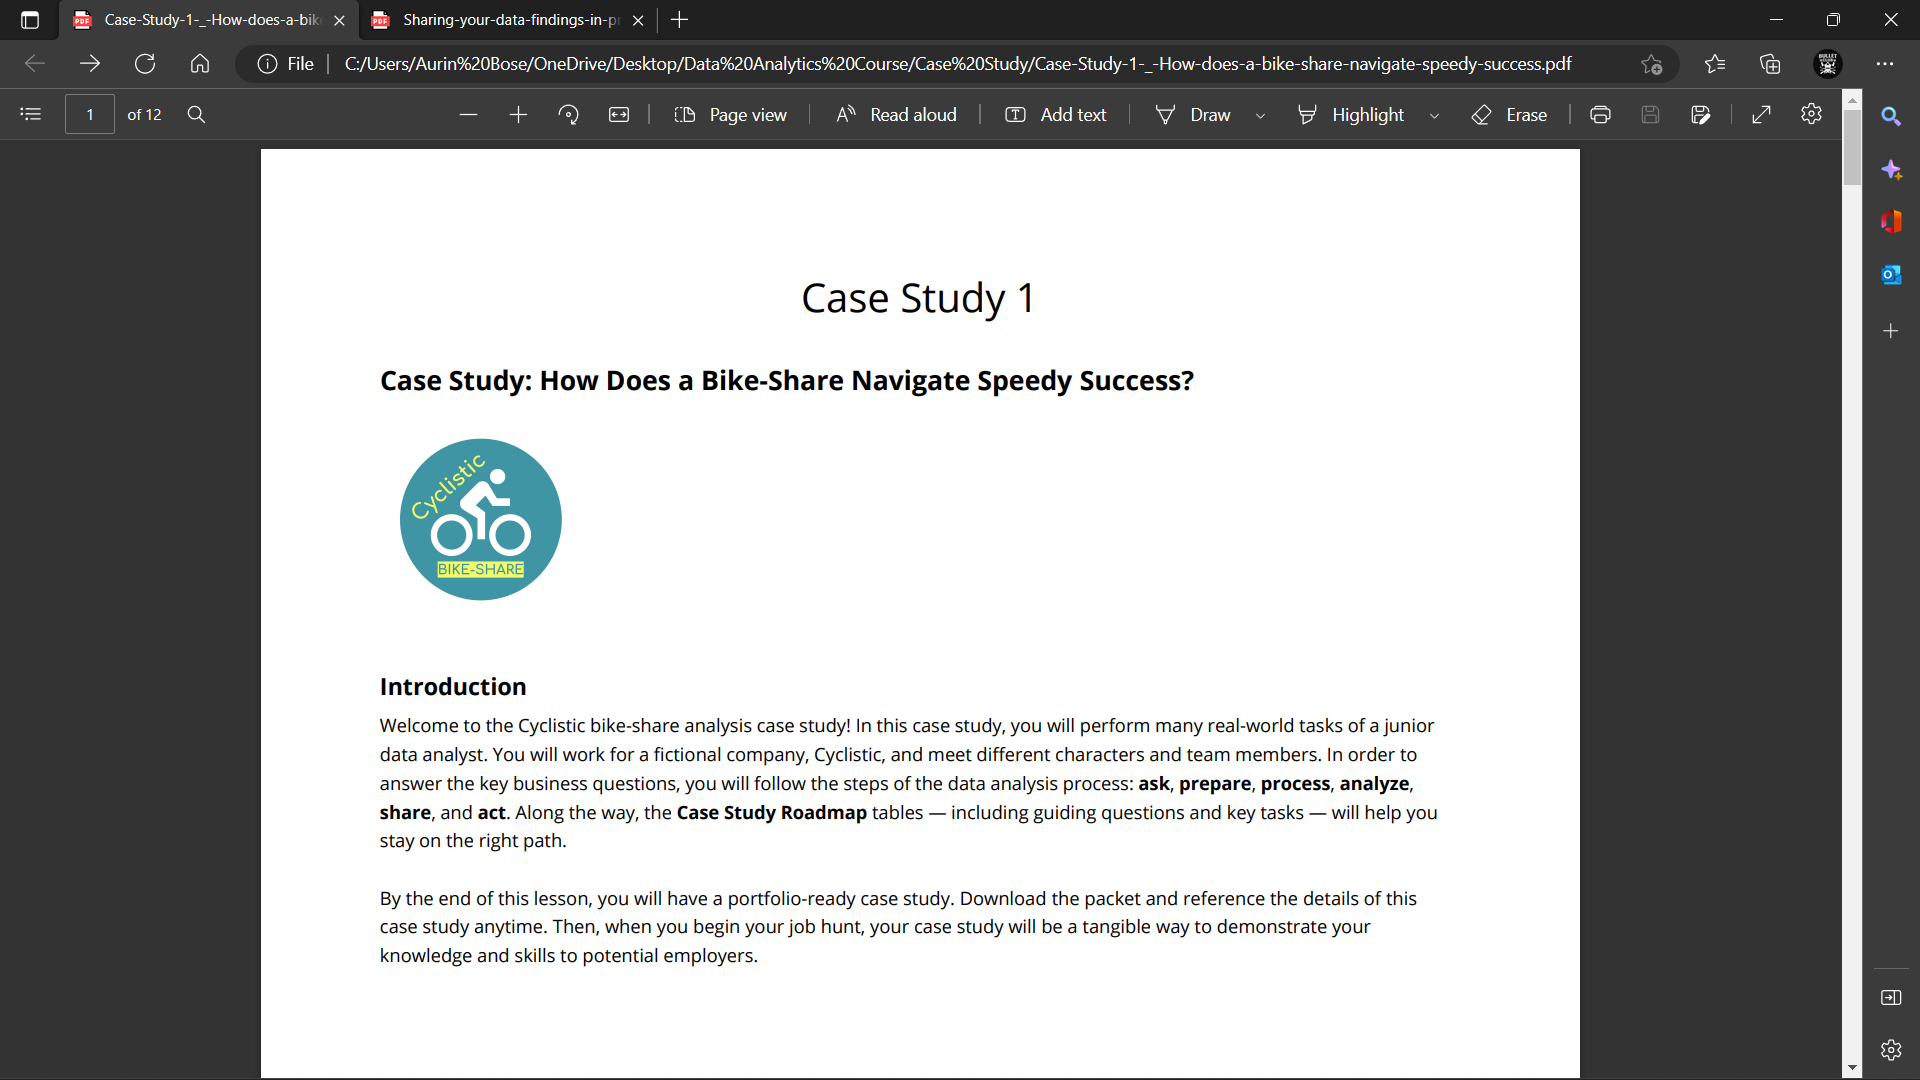 Case-Study-1-_-How-does-a-bik
Sharing-your-data-findings-in-pr
File
C:/Users/Aurin%20Bose/OneDrive/Desktop/Data%20Analytics%20Course/Case%20Study/Case-Study-1-_-How-does-a-bike-share-navigate-speedy-success.pdf
1 of 12 Page view Read aloud Add text Draw Highlight Erase
Case Study 1
Case Study: How Does a Bike-Share Navigate Speedy Success?
Cyclistic
BIKE-SHARE
Introduction
Welcome to the Cyclistic bike-share analysis case study! In this case study, you will perform many real-world tasks of a junior
data analyst. You will work for a fictional company, Cyclistic, and meet different characters and team members. In order to
answer the key business questions, you will follow the steps of the data analysis process: ask, prepare, process, analyze,
share, and act. Along the way, the Case Study Roadmap tables — including guiding questions and key tasks — will help you
stay on the right path.
By the end of this lesson, you will have a portfolio-ready case study. Download the packet and reference the details of this
case study anytime. Then, when you begin your job hunt, your case study will be a tangible way to demonstrate your
knowledge and skills to potential employers.